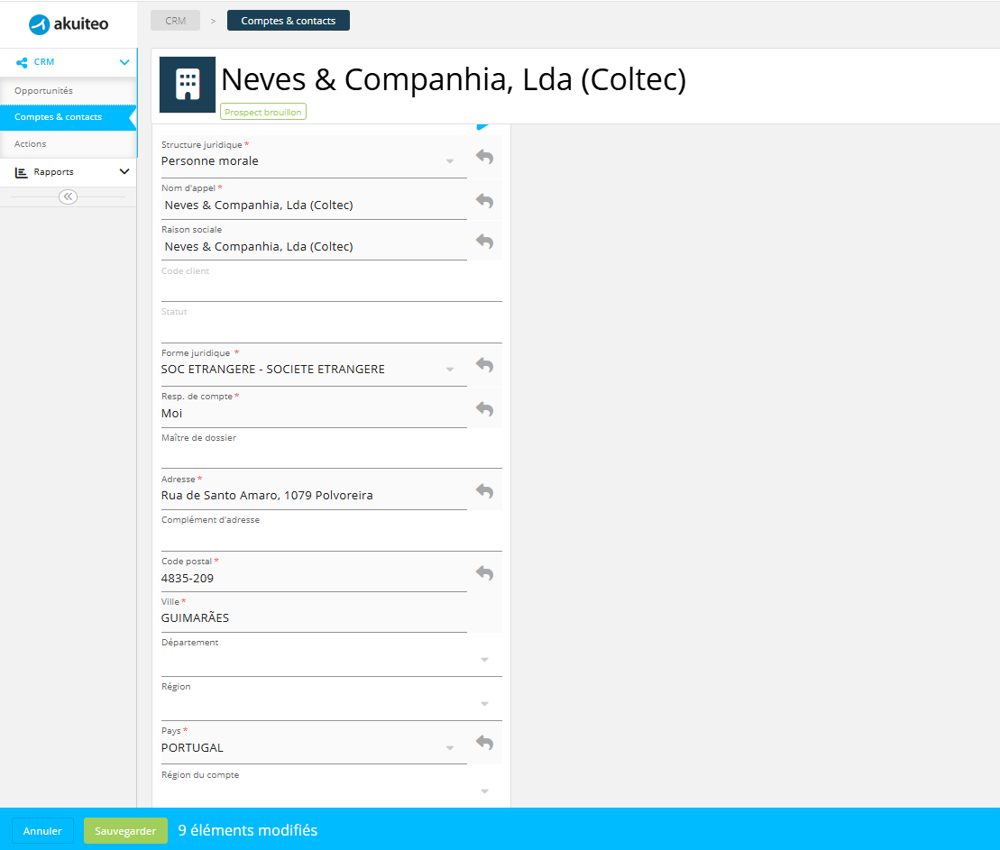 akuiteo
CRM > Comptes & contacts
CRM
Opportunités
Comptes & contacts
Actions
Rapports
Neves & Companhia, Lda (Coltec)
Prospect brouillon
Structure juridique *
Personne morale
Nom d'appel *
Neves & Companhia, Lda (Coltec)
Raison sociale
Neves & Companhia, Lda (Coltec)
Code client
Statut
Forme juridique *
SOC ETRANGERE - SOCIETE ETRANGERE
Resp. de compte *
Moi
Maître de dossier
Adresse *
Rua de Santo Amaro, 1079 Polvoreira
Complément d'adresse
Code postal *
4835-209
Ville *
GUIMARÃES
Département
Région
Pays *
PORTUGAL
Région du compte
Annuler Sauvegarder 9 éléments modifiés